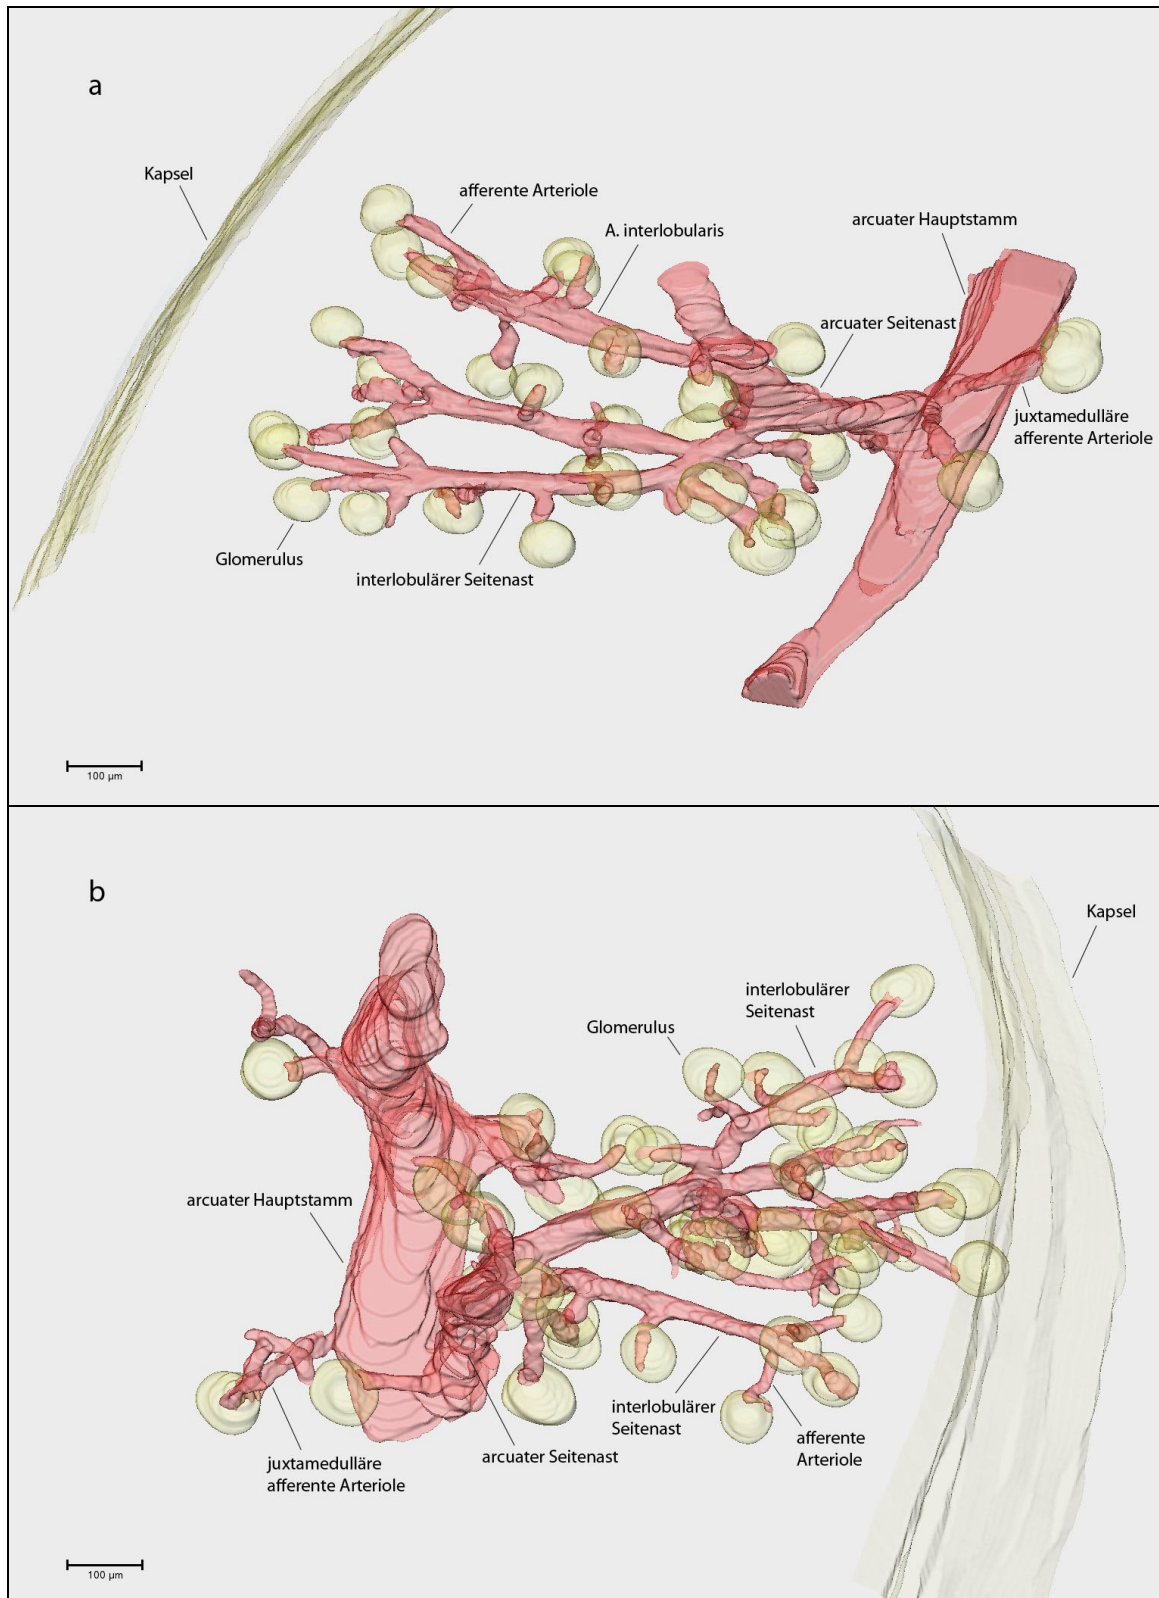 a
Kapsel
afferente Arteriole
A. interlobularis
arcuater Hauptstamm
arcuater Seitenast
juxtamedulläre
afferente Arteriole
Glomerulus
interlobulärer Seitenast
100 µm
b
Kapsel
interlobulärer
Seitenast
Glomerulus
arcuater Hauptstamm
interlobulärer
Seitenast
afferente
Arteriole
arcuater Seitenast
juxtamedulläre
afferente Arteriole
100 µm